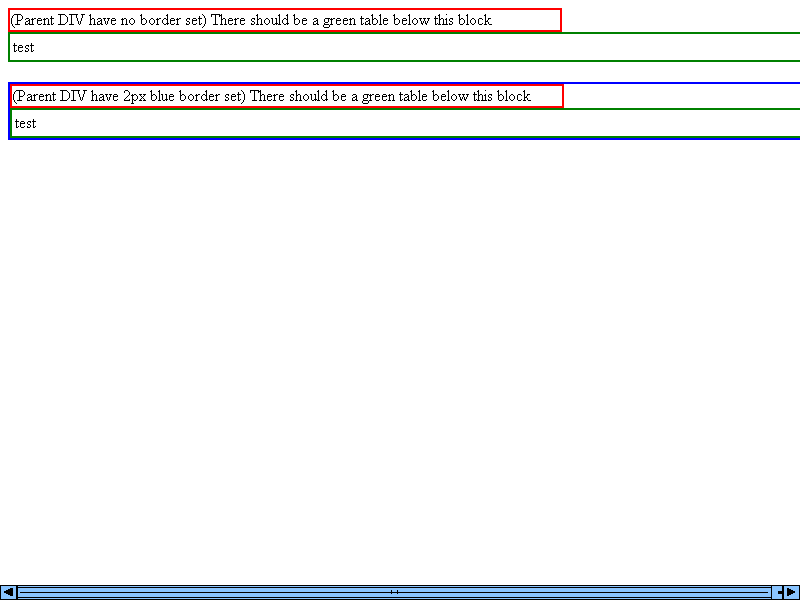 (Parent DIV have no border set) There should be a green table below this block
test
(Parent DIV have 2px blue border set) There should be a green table below this block
test